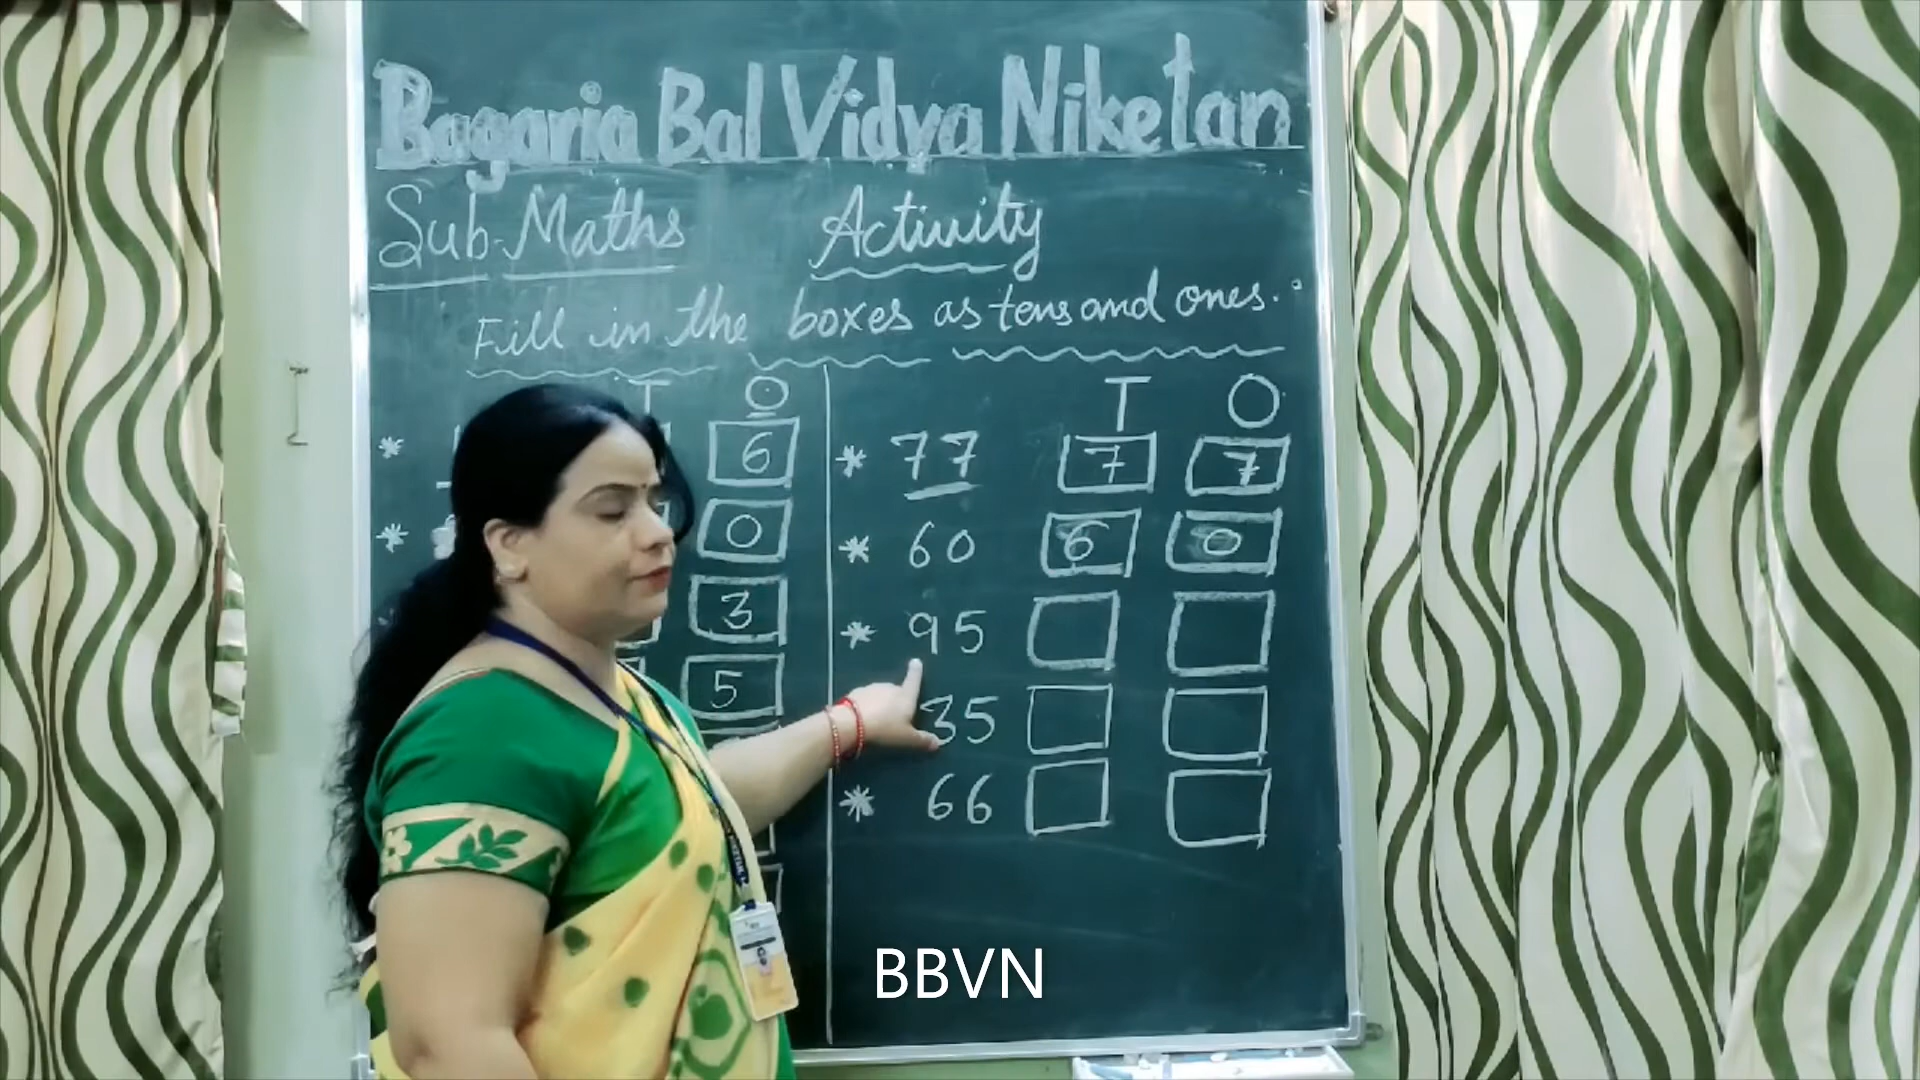 Bagaria Bal Vidya Niketan
Sub-Maths Activity
Fill in the boxes as tens and ones.
T O
6
0
3
5
T O
* 77 7 7
* 60 6 0
* 95
35
* 66
BBVN